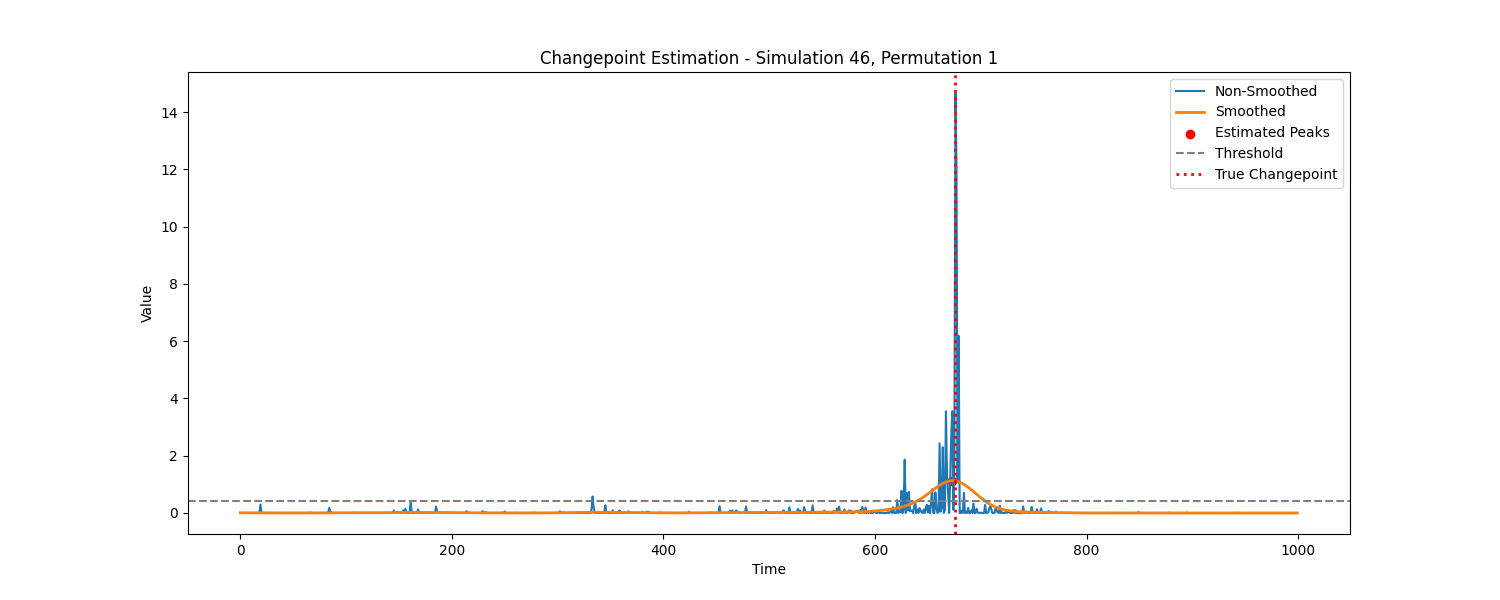 Changepoint Estimation - Simulation 46, Permutation 1
Non-Smoothed
Smoothed
Estimated Peaks
Threshold
True Changepoint
14
12
10
8
6
4
2
0
Value
0 200 400 600 800 1000
Time